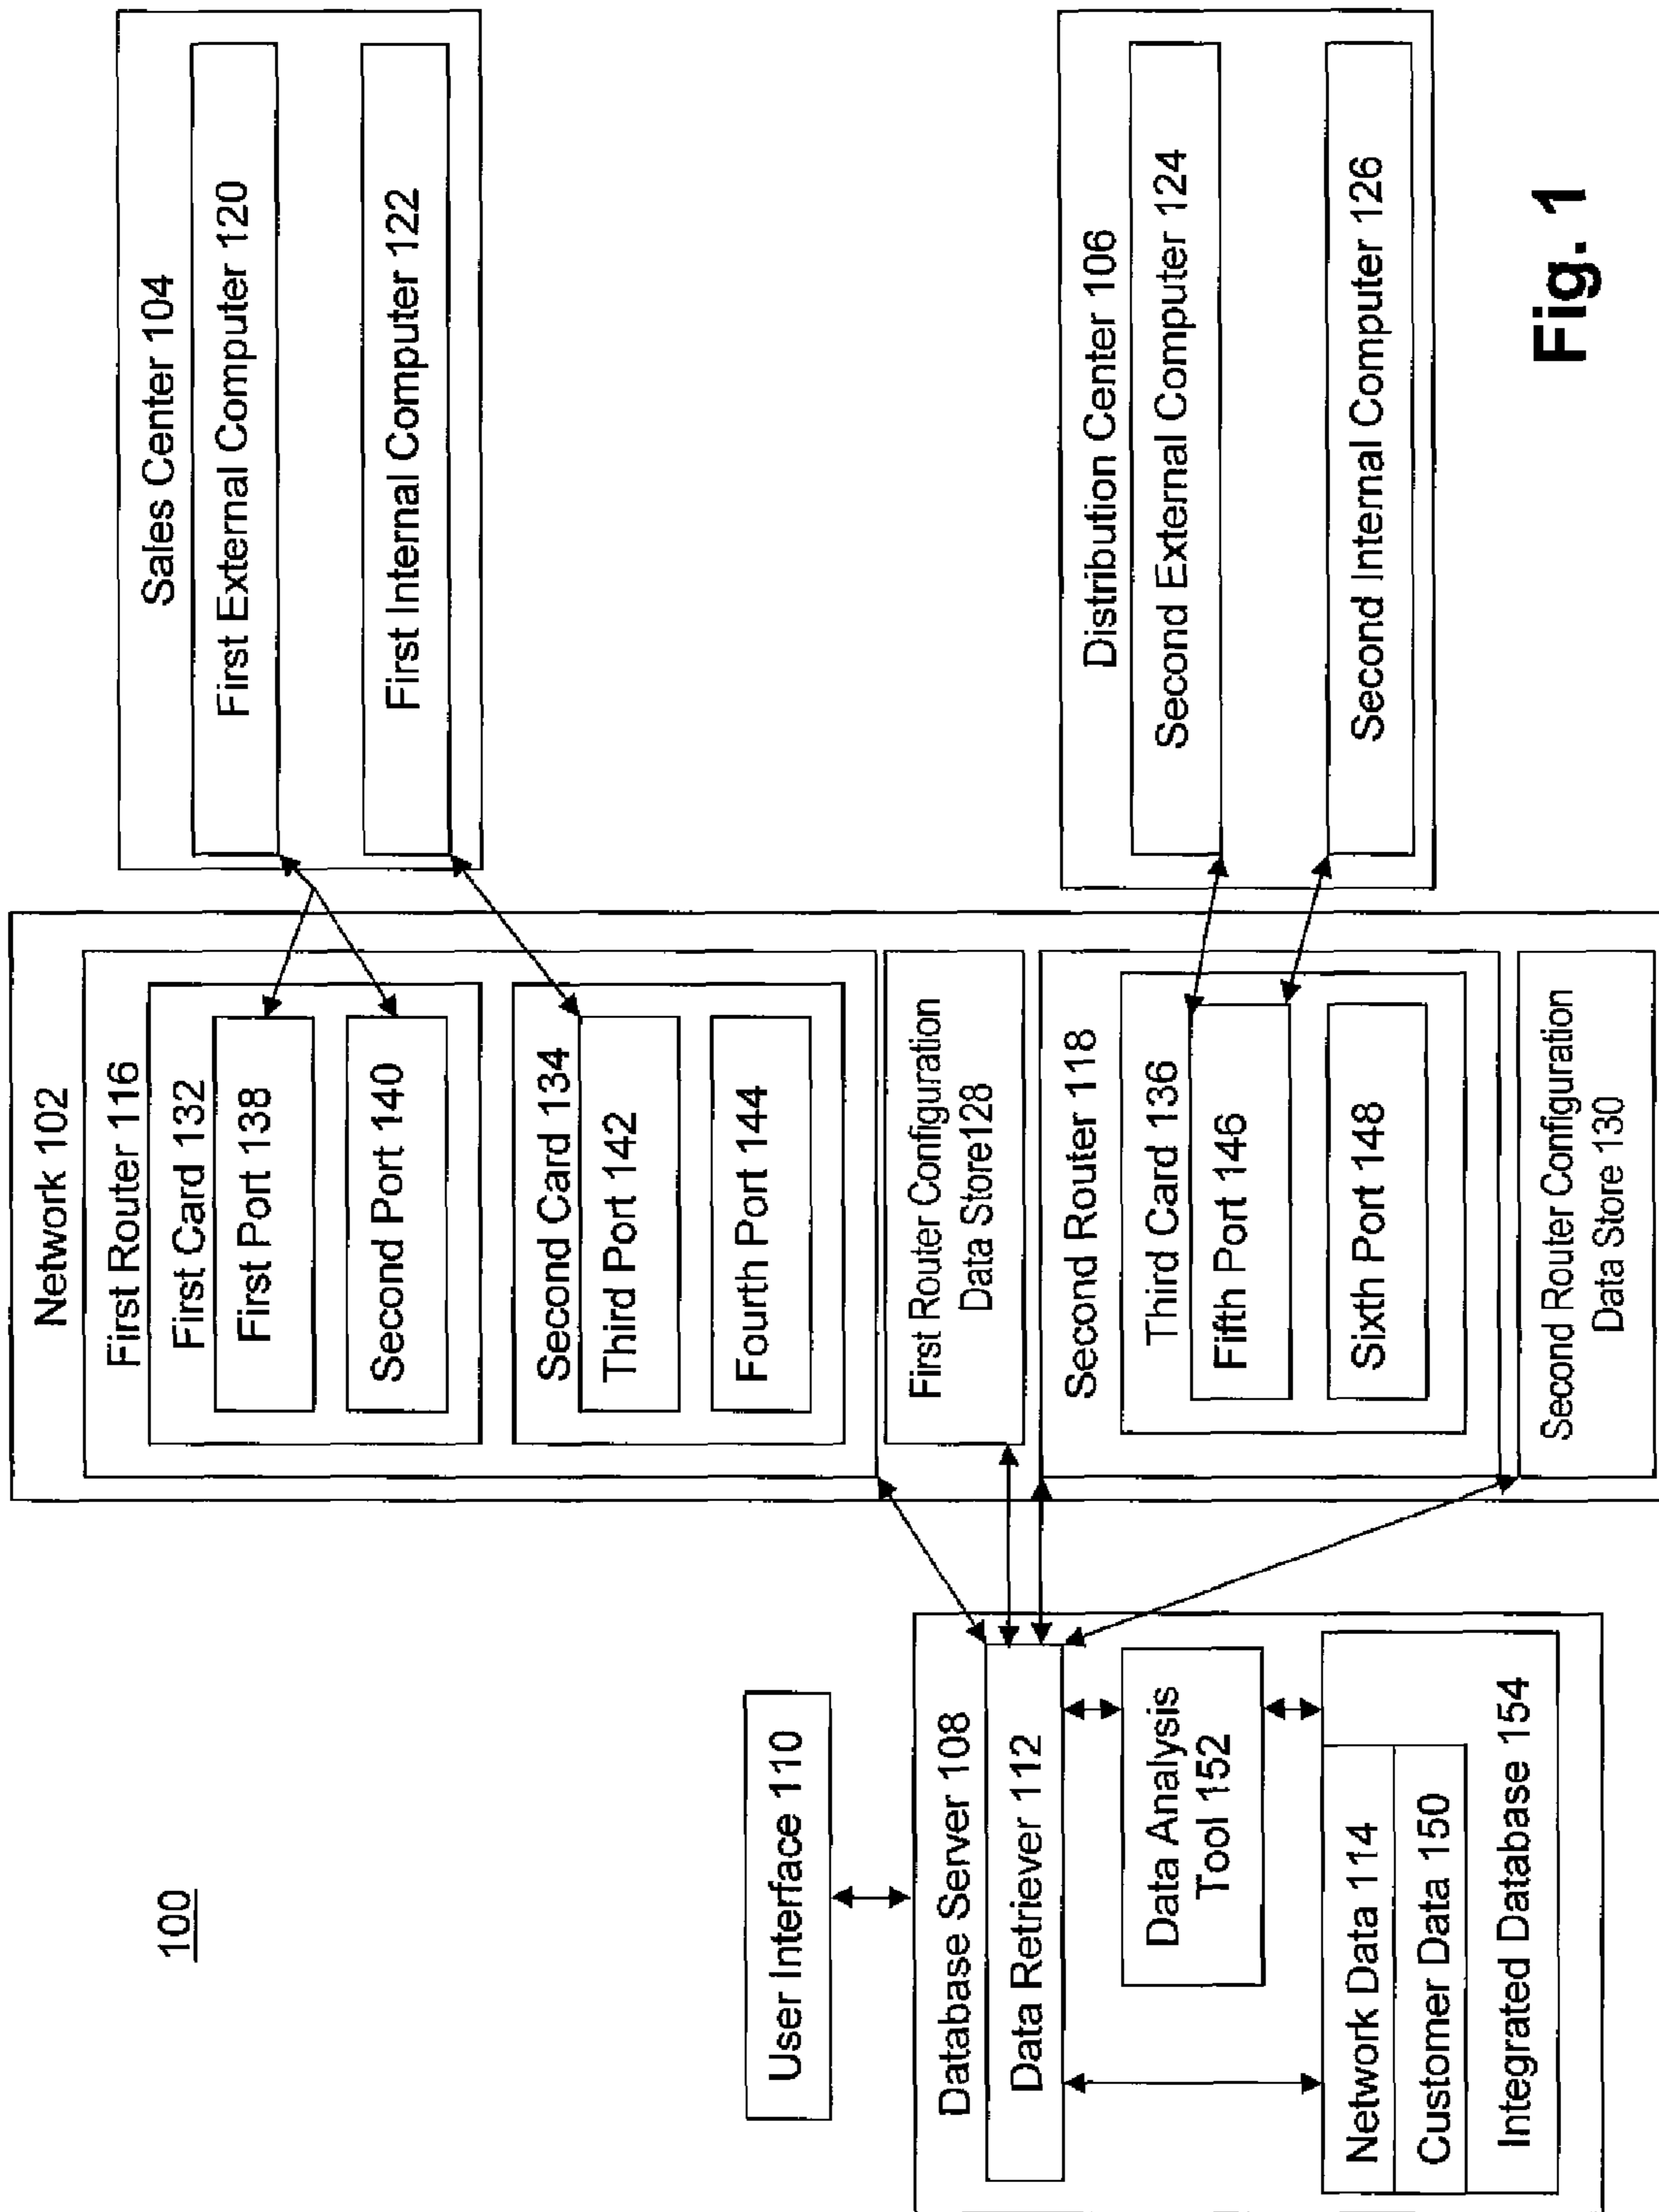 100
User Interface 110
Database Server 108
Data Retriever 112
Data Analysis
Tool 152
Network Data 114
Customer Data 150
Integrated Database 154
Network 102
First Router 116
First Card 132
First Port 138
Second Port 140
Second Card 134
Third Port 142
Fourth Port 144
First Router Configuration
Data Store128
Second Router 118
Third Card 136
Fifth Port 146
Sixth Port 148
Second Router Configuration
Data Store 130
Sales Center 104
First External Computer 120
First Internal Computer 122
Distribution Center 106
Second External Computer 124
Second Internal Computer 126
Fig. 1